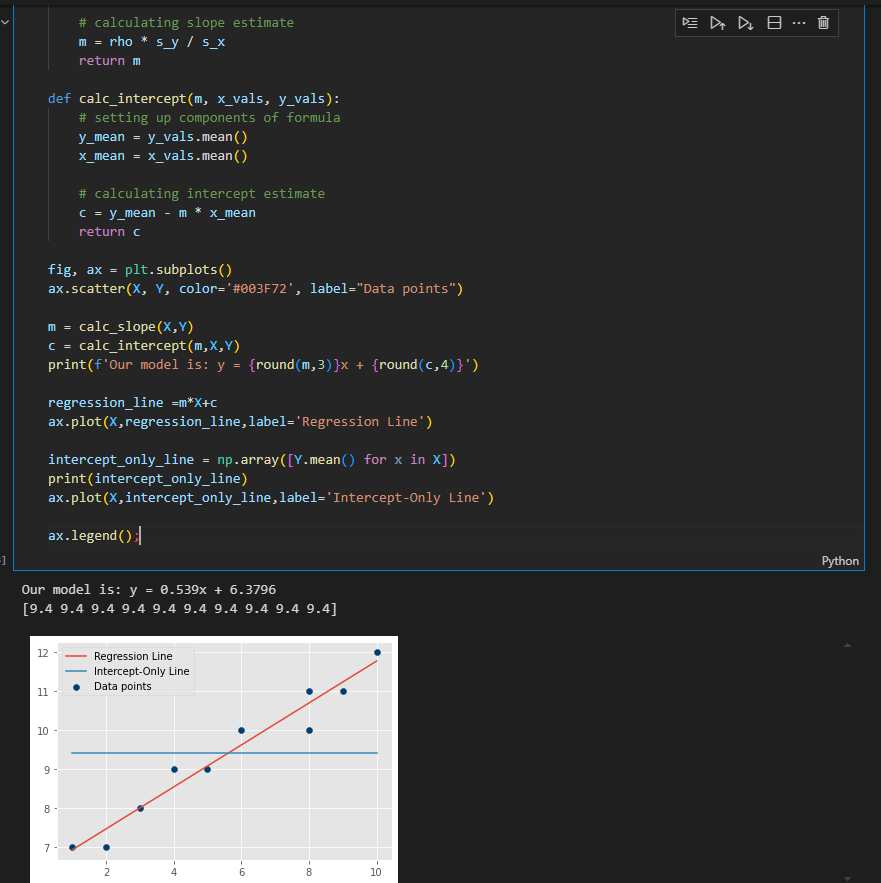 # calculating slope estimate
m = rho * s_y / s_x
return m
def calc_intercept(m, x_vals, y_vals):
# setting up components of formula
y_mean = y_vals.mean()
x_mean = x_vals.mean()
# calculating intercept estimate
c = y_mean - m * x_mean
return c
fig, ax = plt.subplots()
ax.scatter(X, Y, color='#003F72', label="Data points")
m = calc_slope(X,Y)
c = calc_intercept(m,X,Y)
print(f'Our model is: y = {round(m,3)}x + {round(c,4)}')
regression_line =m*X+c
ax.plot(X,regression_line,label='Regression Line')
intercept_only_line = np.array([Y.mean() for x in X])
print(intercept_only_line)
ax.plot(X,intercept_only_line,label='Intercept-Only Line')
ax.legend();
]
Python
Our model is: y = 0.539x + 6.3796
[9.4 9.4 9.4 9.4 9.4 9.4 9.4 9.4 9.4 9.4]
Regression Line
Intercept-Only Line
Data points
12
11
10
9
8
7
2 4 6 8 10